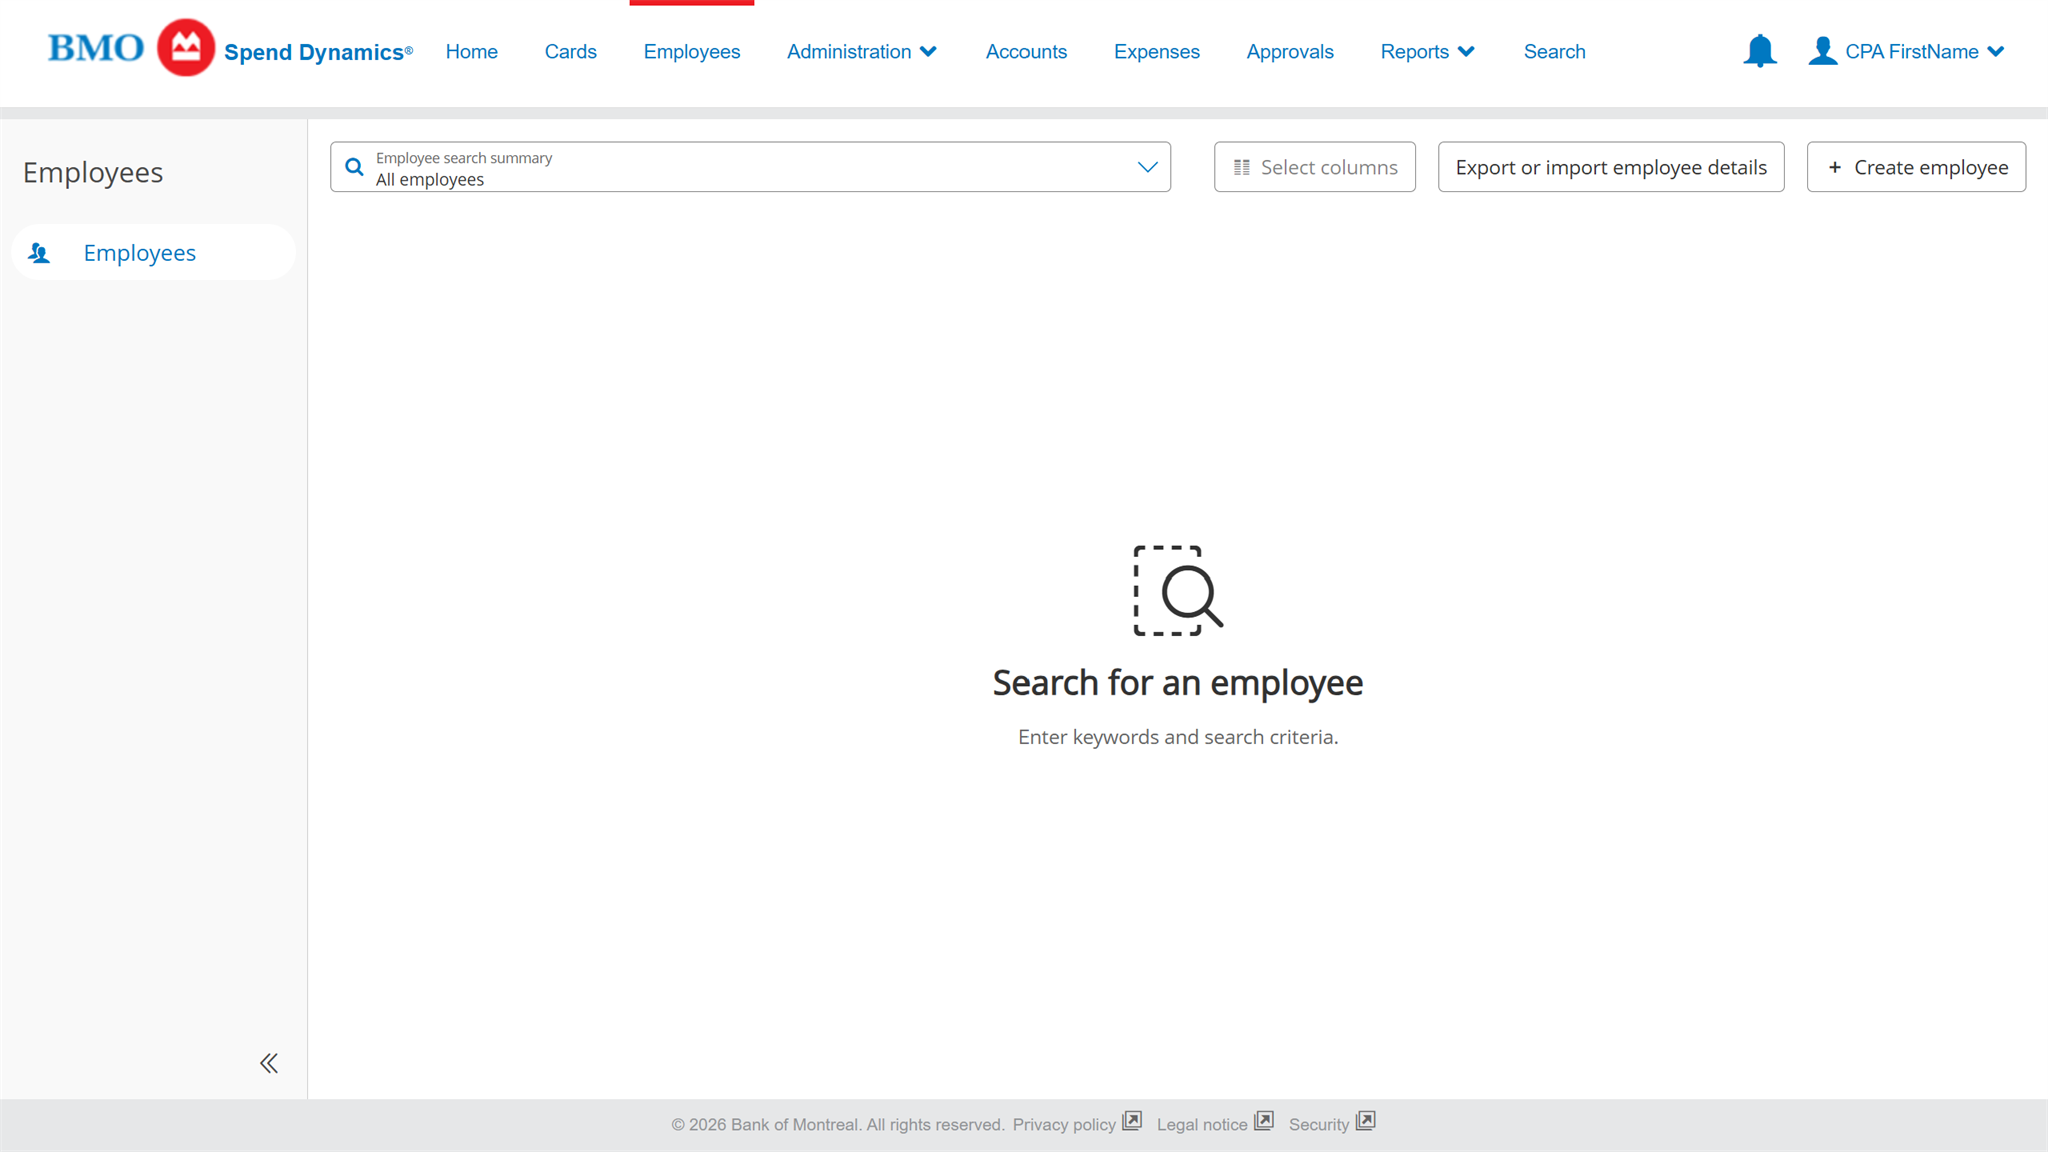 BMO Spend Dynamics® Home Cards Employees Administration Accounts Expenses Approvals Reports Search CPA FirstName
Employees
Employees
Employee search summary
All employees
Select columns
Export or import employee details
+ Create employee
Search for an employee
Enter keywords and search criteria.
© 2026 Bank of Montreal. All rights reserved. Privacy policy Legal notice Security